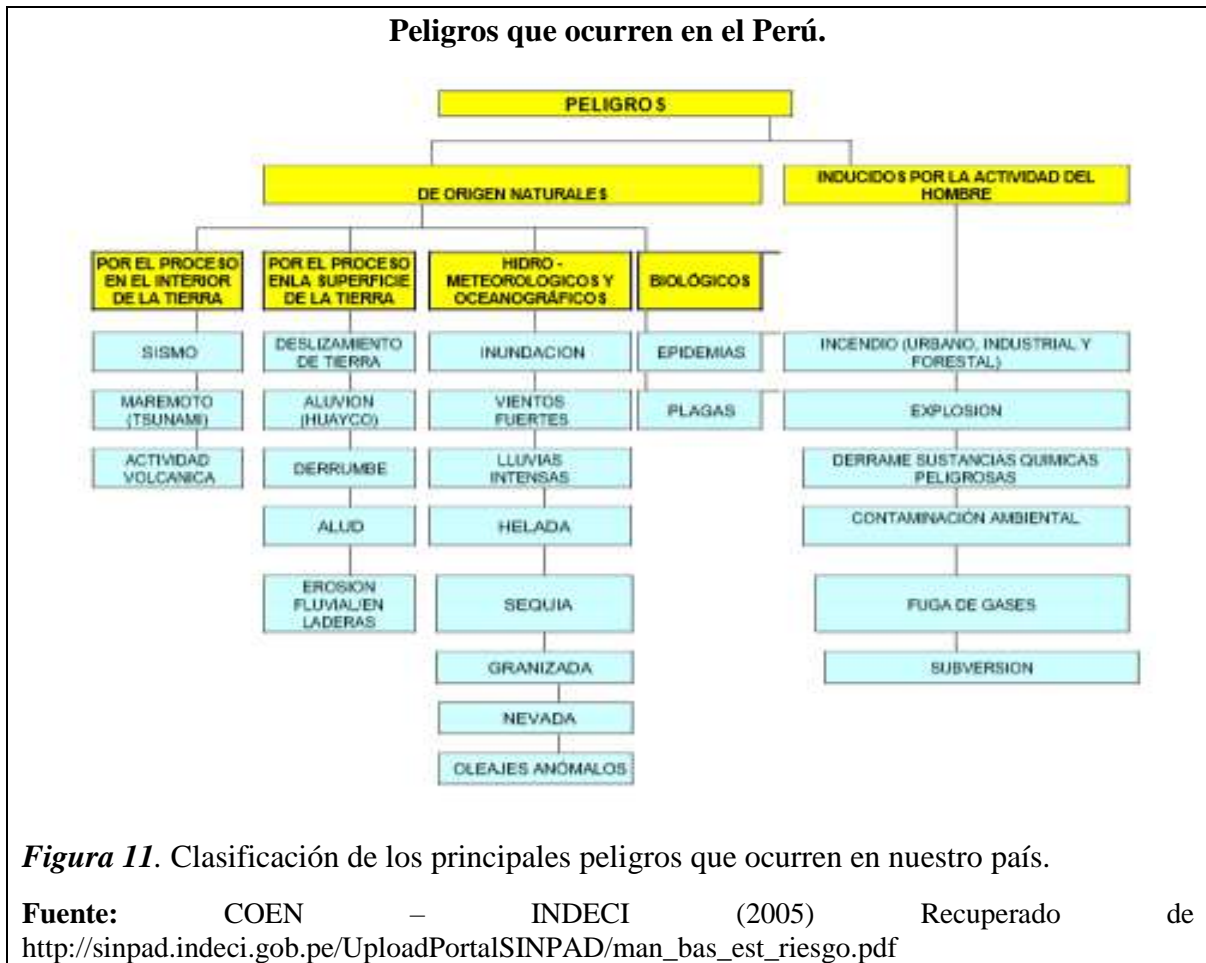 Peligros que ocurren en el Perú.
PELIGROS
DE ORIGEN NATURALES
INDUCIDOS POR LA ACTIVIDAD DEL
HOMBRE
POR EL PROCESO
EN EL INTERIOR
DE LA TIERRA
SISMO
MAREMOTO
(TSUNAMI)
ACTIVIDAD
VOLCANICA
POR EL PROCESO
ENLA SUPERFICIE
DE LA TIERRA
DESLIZAMIENTO
DE TIERRA
ALUVION
(HUAYCO)
DERRUMBE
ALUD
EROSION
FLUVIAL/EN
LADERAS
HIDRO -
METEOROLOGICOS Y
OCEANOGRÁFICOS
INUNDACION
VIENTOS
FUERTES
LLUVIAS
INTENSAS
HELADA
SEQUIA
GRANIZADA
NEVADA
OLEAJES ANÓMALOS
BIOLÓGICOS
EPIDEMIAS
PLAGAS
INCENDIO (URBANO, INDUSTRIAL Y
FORESTAL)
EXPLOSION
DERRAME SUSTANCIAS QUIMICAS
PELIGROSAS
CONTAMINACIÓN AMBIENTAL
FUGA DE GASES
SUBVERSION
Figura 11. Clasificación de los principales peligros que ocurren en nuestro país.
Fuente: COEN – INDECI (2005) Recuperado de
http://sinpad.indeci.gob.pe/UploadPortalSINPAD/man_bas_est_riesgo.pdf